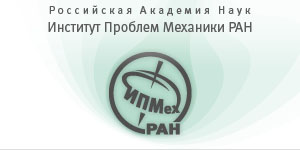 Российская Академия Наук
Институт Проблем Механики РАН
ИПМех
РАН